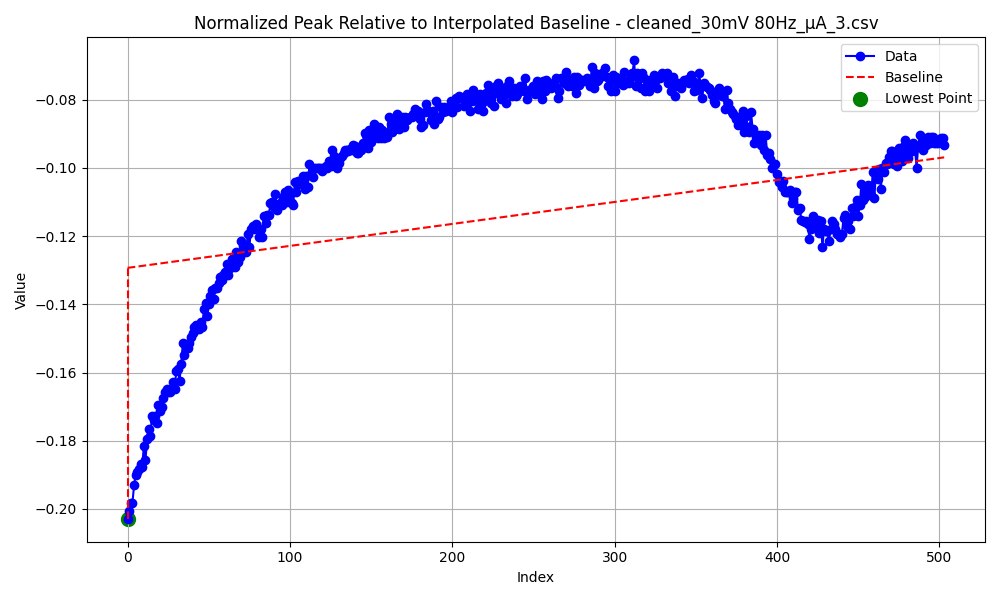 Normalized Peak Relative to Interpolated Baseline - cleaned_30mV 80Hz_μA_3.csv
Data
Baseline
Lowest Point
Value
−0.08
−0.10
−0.12
−0.14
−0.16
−0.18
−0.20
0 100 200 300 400 500
Index